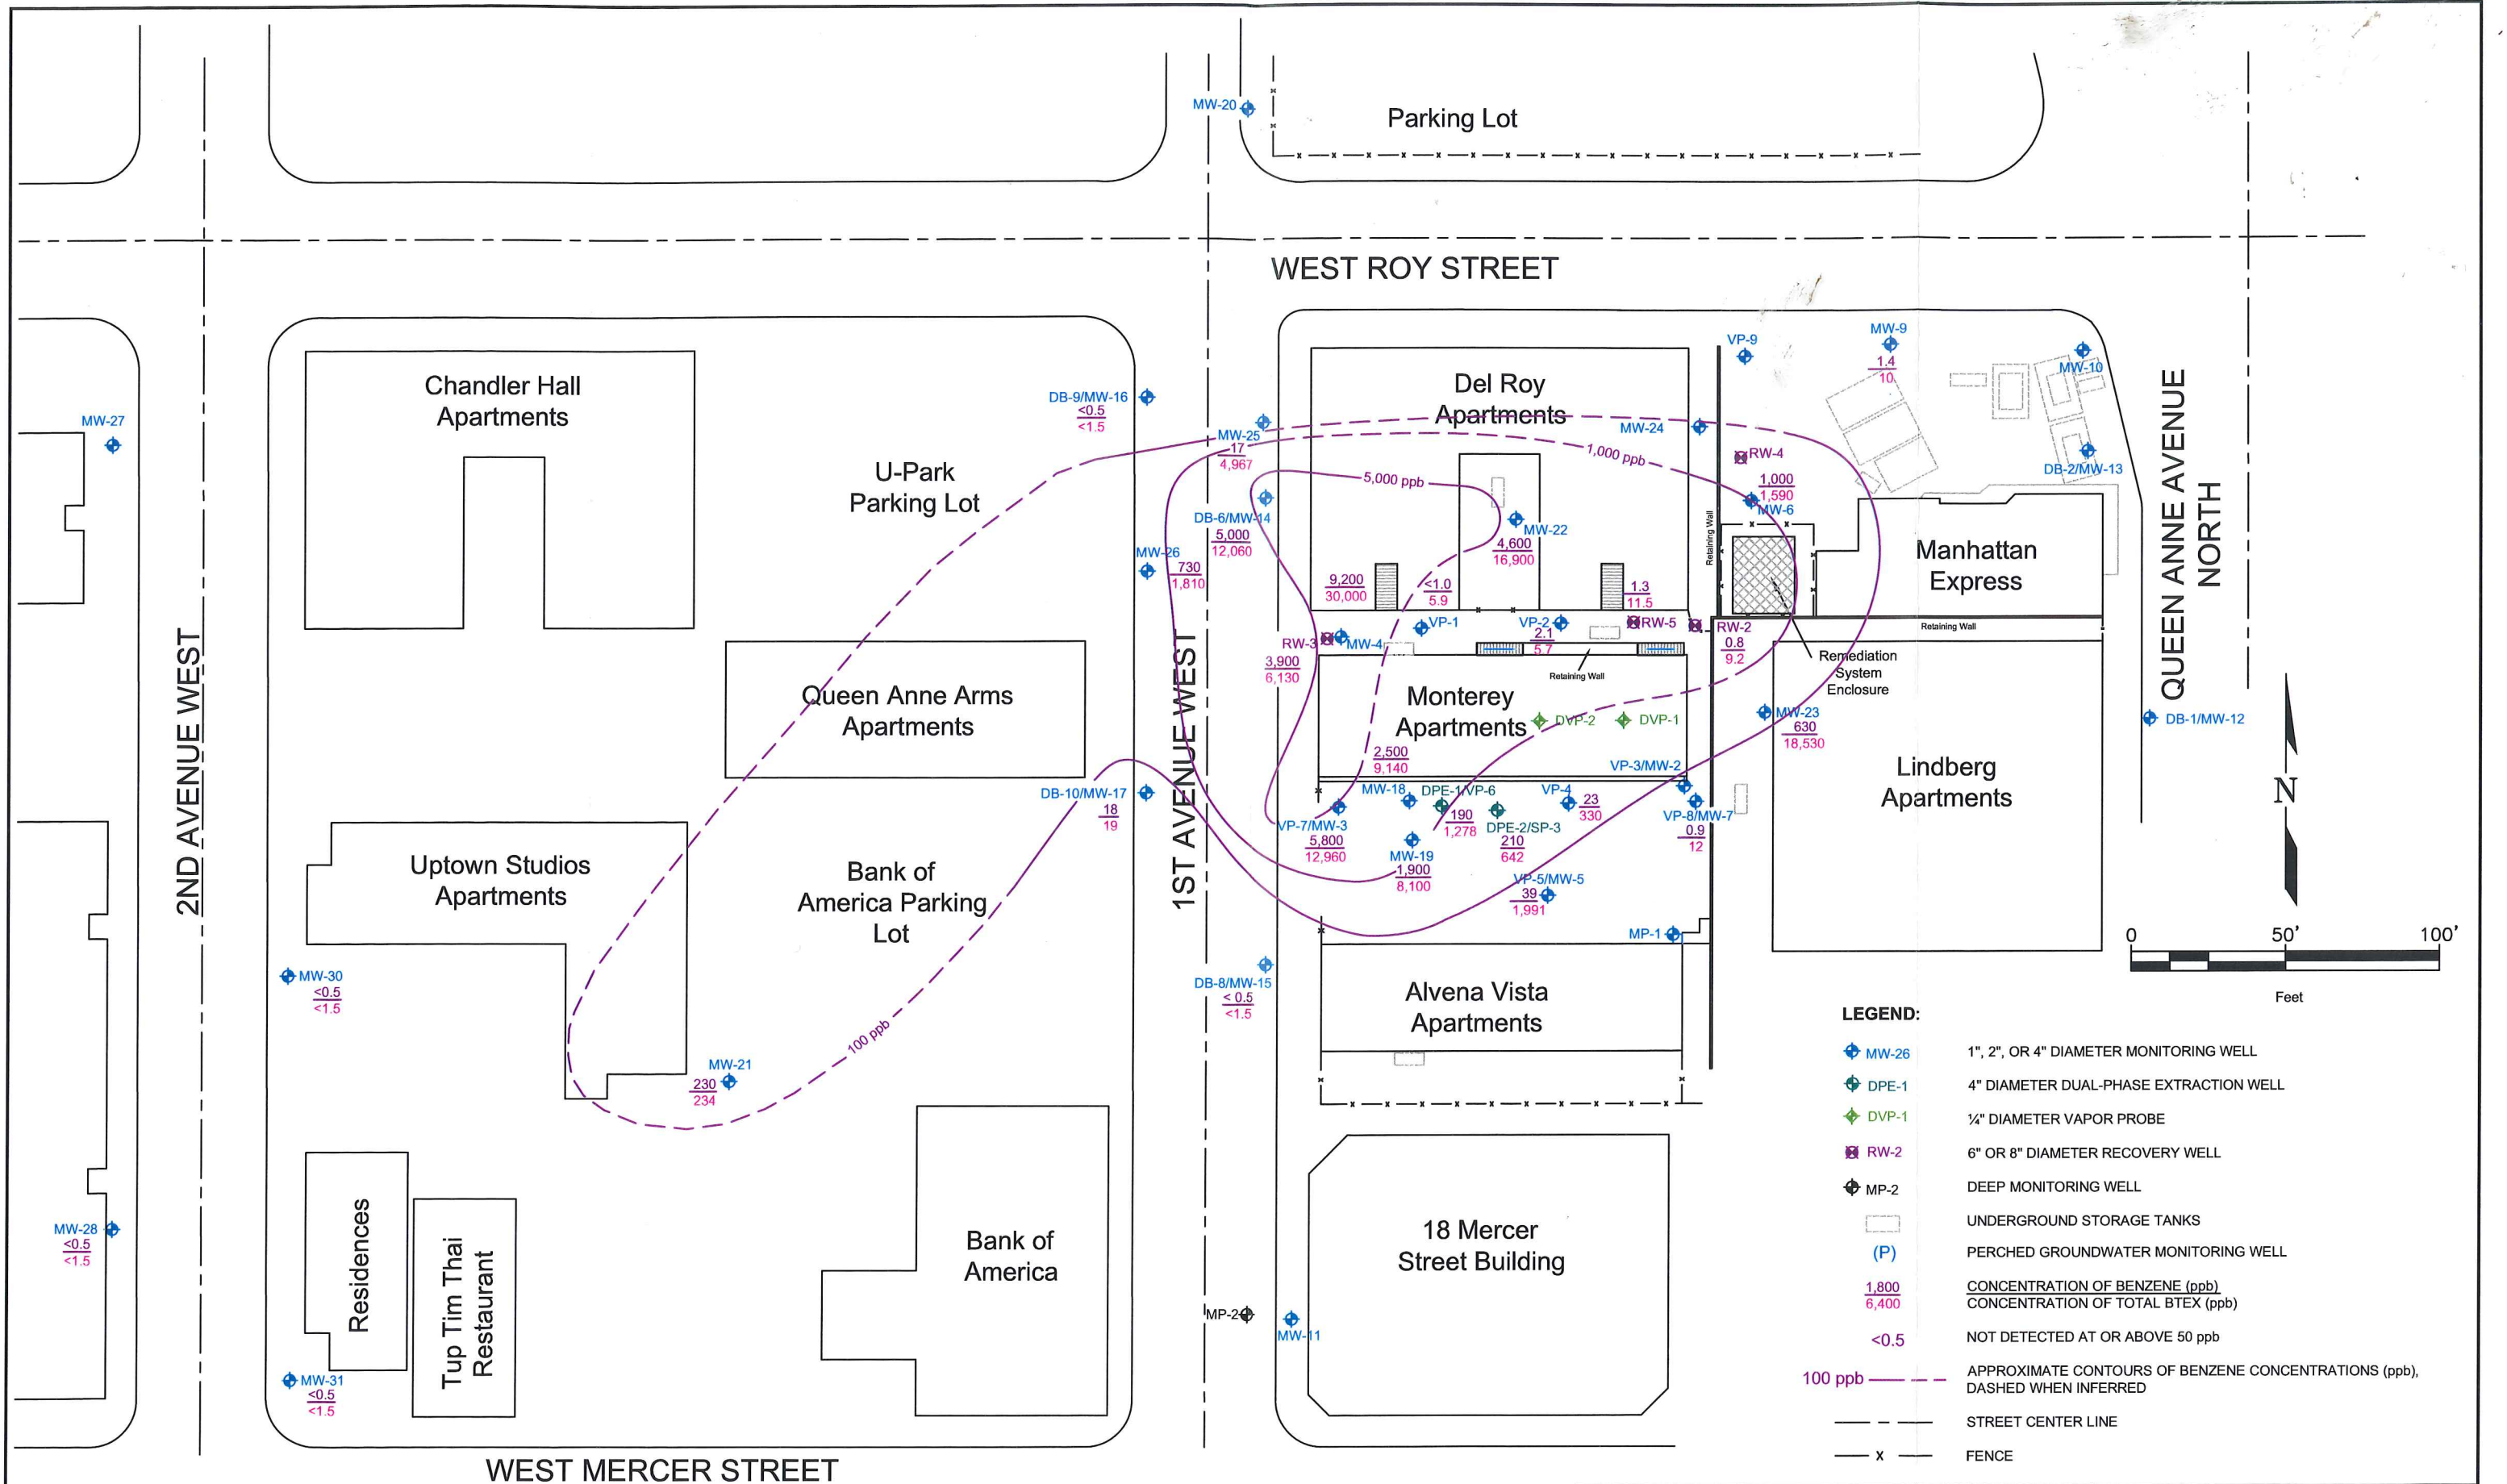 MW-20
Parking Lot
WEST ROY STREET
Chandler Hall
Apartments
U-Park
Parking Lot
MW-27
DB-9/MW-16
<0.5
<1.5
MW-25
17
4,967
DB-6/MW-14
5,000
12,060
MW-26
730
1,810
Del Roy
Apartments
MW-24
1,000 ppb
5,000 ppb
MW-22
4,600
16,900
9,200
30,000
<1.0
5.9
1.3
11.5
VP-9
MW-9
1.4
10
MW-10
RW-4
1,000
1,590
MW-6
DB-2/MW-13
Retaining Wall
Manhattan
Express
QUEEN ANNE AVENUE
NORTH
RW-3
MW-4
3,900
6,130
VP-1
VP-2
2.1
5.7
RW-5
RW-2
0.8
9.2
Retaining Wall
Retaining Wall
Remediation
System
Enclosure
Queen Anne Arms
Apartments
Monterey
Apartments
DVP-2
DVP-1
MW-23
630
18,530
DB-1/MW-12
2ND AVENUE WEST
1ST AVENUE WEST
2,500
9,140
VP-3/MW-2
Lindberg
Apartments
N
DB-10/MW-17
18
19
MW-18
DPE-1/VP-6
190
1,278
VP-4
23
330
DPE-2/SP-3
210
642
VP-8/MW-7
0.9
12
VP-7/MW-3
5,800
12,960
MW-19
1,900
8,100
VP-5/MW-5
39
1,991
MP-1
Uptown Studios
Apartments
Bank of
America Parking
Lot
MW-30
<0.5
<1.5
DB-8/MW-15
< 0.5
<1.5
Alvena Vista
Apartments
100 ppb
MW-21
230
234
0 50' 100'
Feet
MW-28
<0.5
<1.5
Residences
Tup Tim Thai
Restaurant
Bank of
America
18 Mercer
Street Building
MP-2
MW-11
MW-31
<0.5
<1.5
WEST MERCER STREET
LEGEND:
MW-26 1", 2", OR 4" DIAMETER MONITORING WELL
DPE-1 4" DIAMETER DUAL-PHASE EXTRACTION WELL
DVP-1 ¼" DIAMETER VAPOR PROBE
RW-2 6" OR 8" DIAMETER RECOVERY WELL
MP-2 DEEP MONITORING WELL
UNDERGROUND STORAGE TANKS
(P) PERCHED GROUNDWATER MONITORING WELL
1,800 CONCENTRATION OF BENZENE (ppb)
6,400 CONCENTRATION OF TOTAL BTEX (ppb)
<0.5 NOT DETECTED AT OR ABOVE 50 ppb
100 ppb APPROXIMATE CONTOURS OF BENZENE CONCENTRATIONS (ppb),
DASHED WHEN INFERRED
STREET CENTER LINE
x FENCE